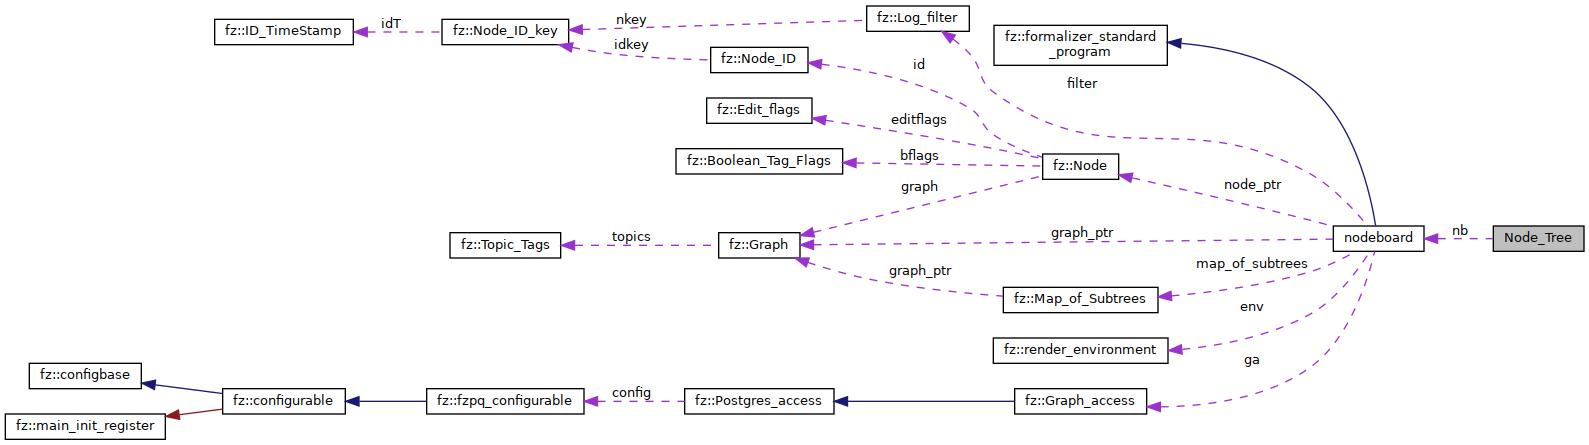 fz::Log_filter
nkey
idT
fz::ID_TimeStamp
fz::Node_ID_key
fz::formalizer_standard
_program
idkey
fz::Node_ID
id
filter
fz::Edit_flags
editflags
fz::Boolean_Tag_Flags
bflags
fz::Node
graph
node_ptr
fz::Topic_Tags
topics
fz::Graph
graph_ptr
nodeboard
nb
Node_Tree
map_of_subtrees
graph_ptr
fz::Map_of_Subtrees
env
fz::render_environment
ga
fz::configbase
fz::configurable
fz::fzpq_configurable
config
fz::Postgres_access
fz::Graph_access
fz::main_init_register